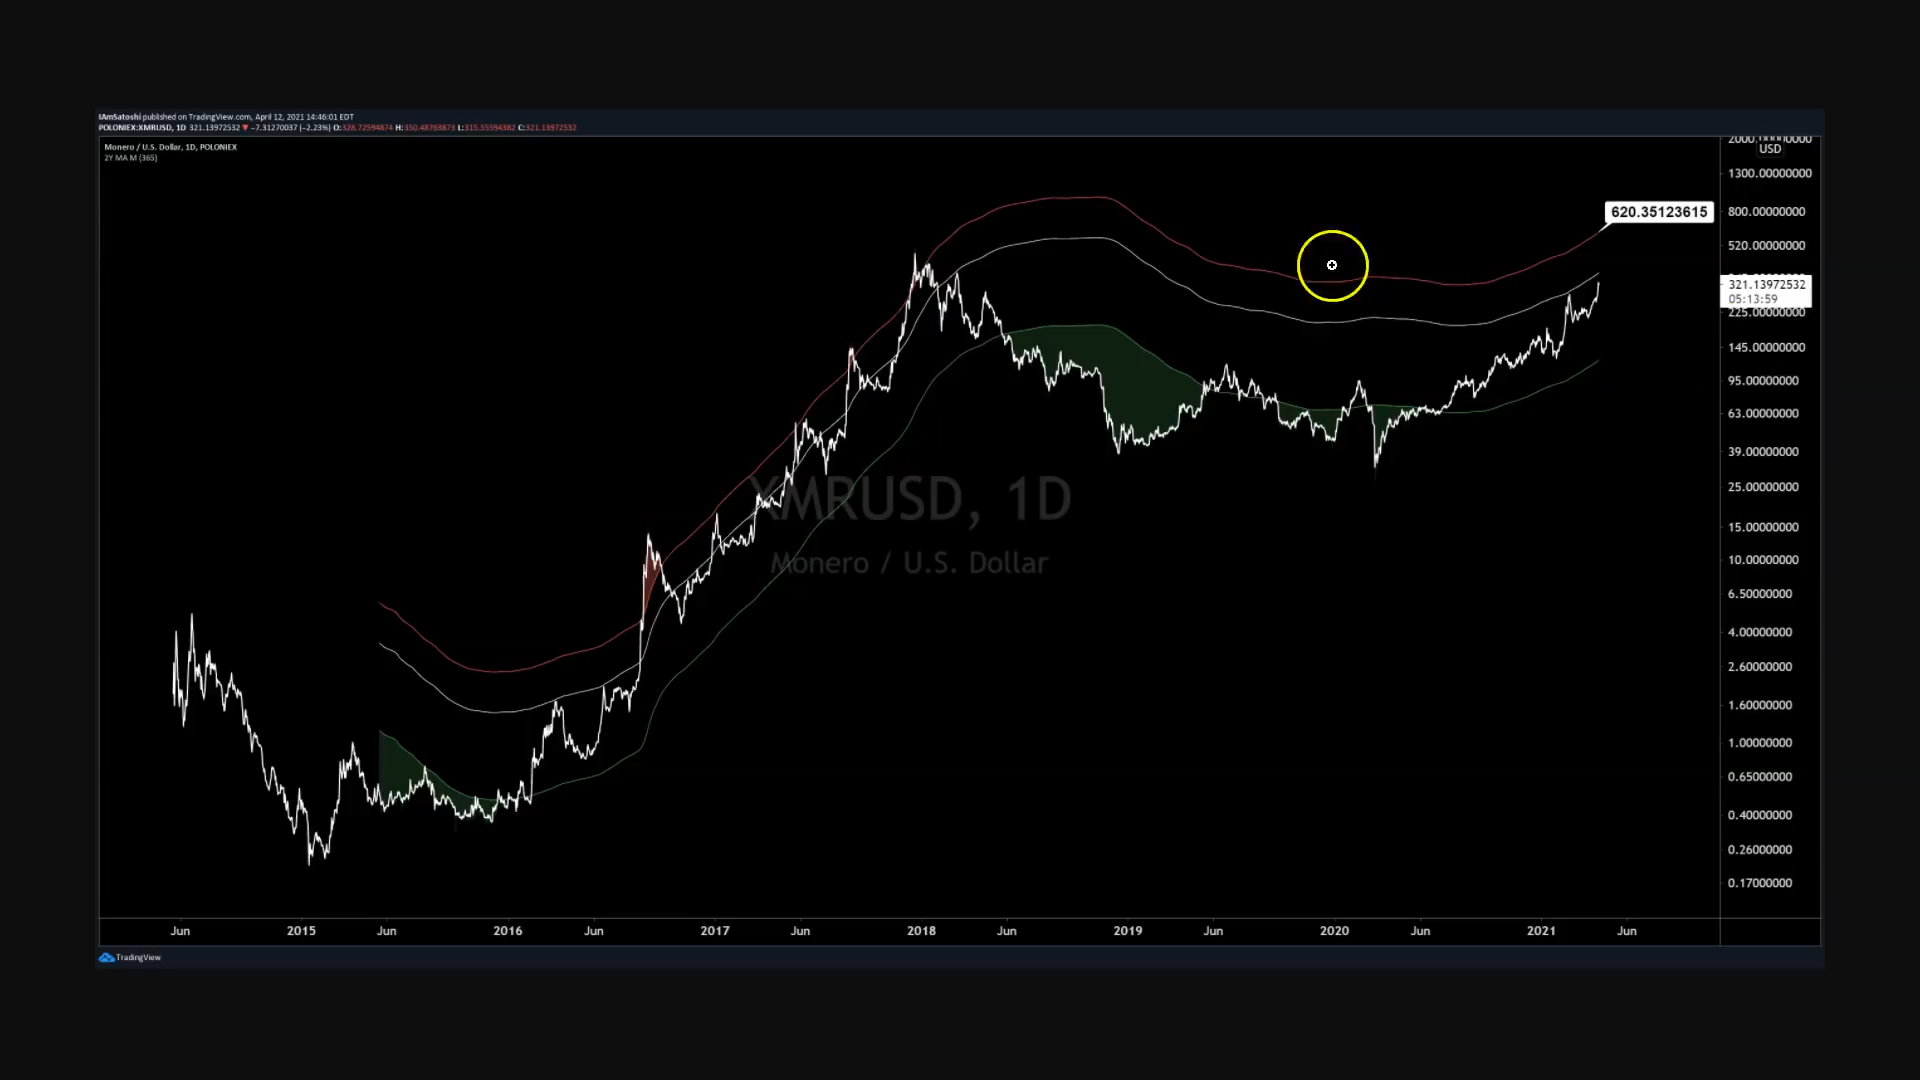 IAmSatoshi published on TradingView.com, April 12, 2021 14:46:01 EDT
POLONIEX:XMRUSD, 1D 321.13972532 ▼ −7.31270037 (−2.23%) O:328.72594874 H:350.48763873 L:315.55594382 C:321.13972532
Monero / U.S. Dollar, 1D, POLONIEX
2Y MA M (365)
USD
1300.00000000
620.35123615
800.00000000
520.00000000
321.13972532
05:13:59
225.00000000
145.00000000
95.00000000
63.00000000
39.00000000
25.00000000
XMRUSD, 1D
15.00000000
Monero / U.S. Dollar
10.00000000
6.50000000
4.00000000
2.60000000
1.60000000
1.00000000
0.65000000
0.40000000
0.26000000
0.17000000
Jun 2015 Jun 2016 Jun 2017 Jun 2018 Jun 2019 Jun 2020 Jun 2021 Jun
TradingView